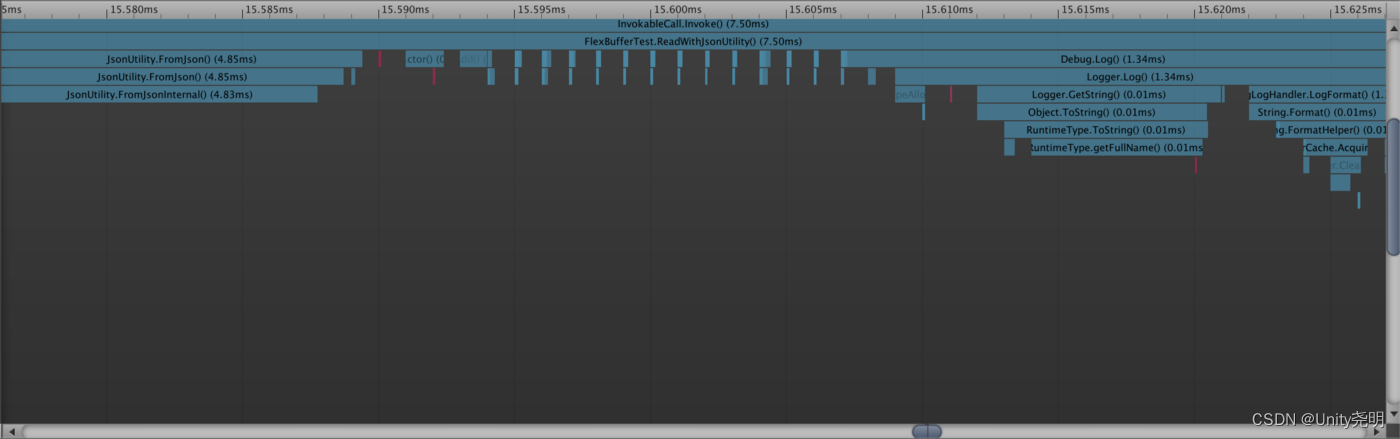 5ms 15.580ms 15.585ms 15.590ms 15.595ms 15.600ms 15.605ms 15.610ms 15.615ms 15.620ms 15.625ms
InvokableCall.Invoke() (7.50ms)
FlexBufferTest.ReadWithJsonUtility() (7.50ms)
JsonUtility.FromJson() (4.85ms) ctor() (0 Debug.Log() (1.34ms)
JsonUtility.FromJson() (4.85ms) Logger.Log() (1.34ms)
JsonUtility.FromJsonInternal() (4.83ms) peAllo Logger.GetString() (0.01ms) gLogHandler.LogFormat() (1.
Object.ToString() (0.01ms) String.Format() (0.01ms)
RuntimeType.ToString() (0.01ms) ng.FormatHelper() (0.01
RuntimeType.getFullName() (0.01ms rCache.Acquir
r.Clea
CSDN @Unity尧明